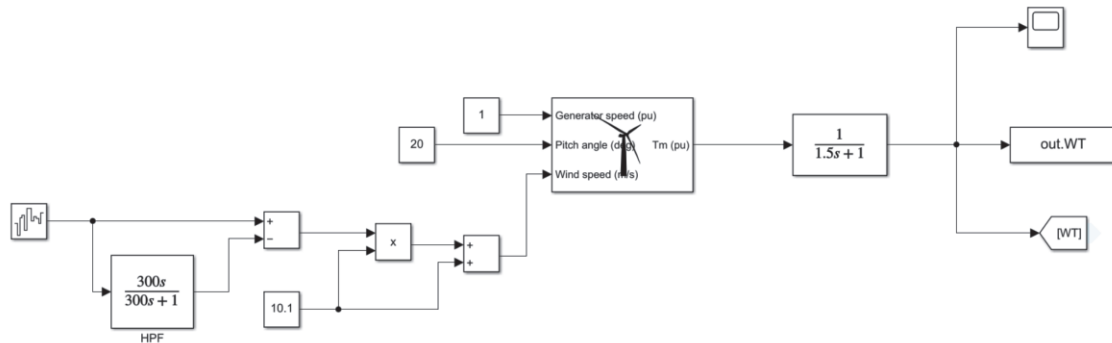 1
Generator speed (pu)
20
Pitch angle (deg)
Tm (pu)
Wind speed (m/s)
1
1.5s + 1
out.WT
[WT]
+
−
x
+
+
300s
300s + 1
HPF
10.1